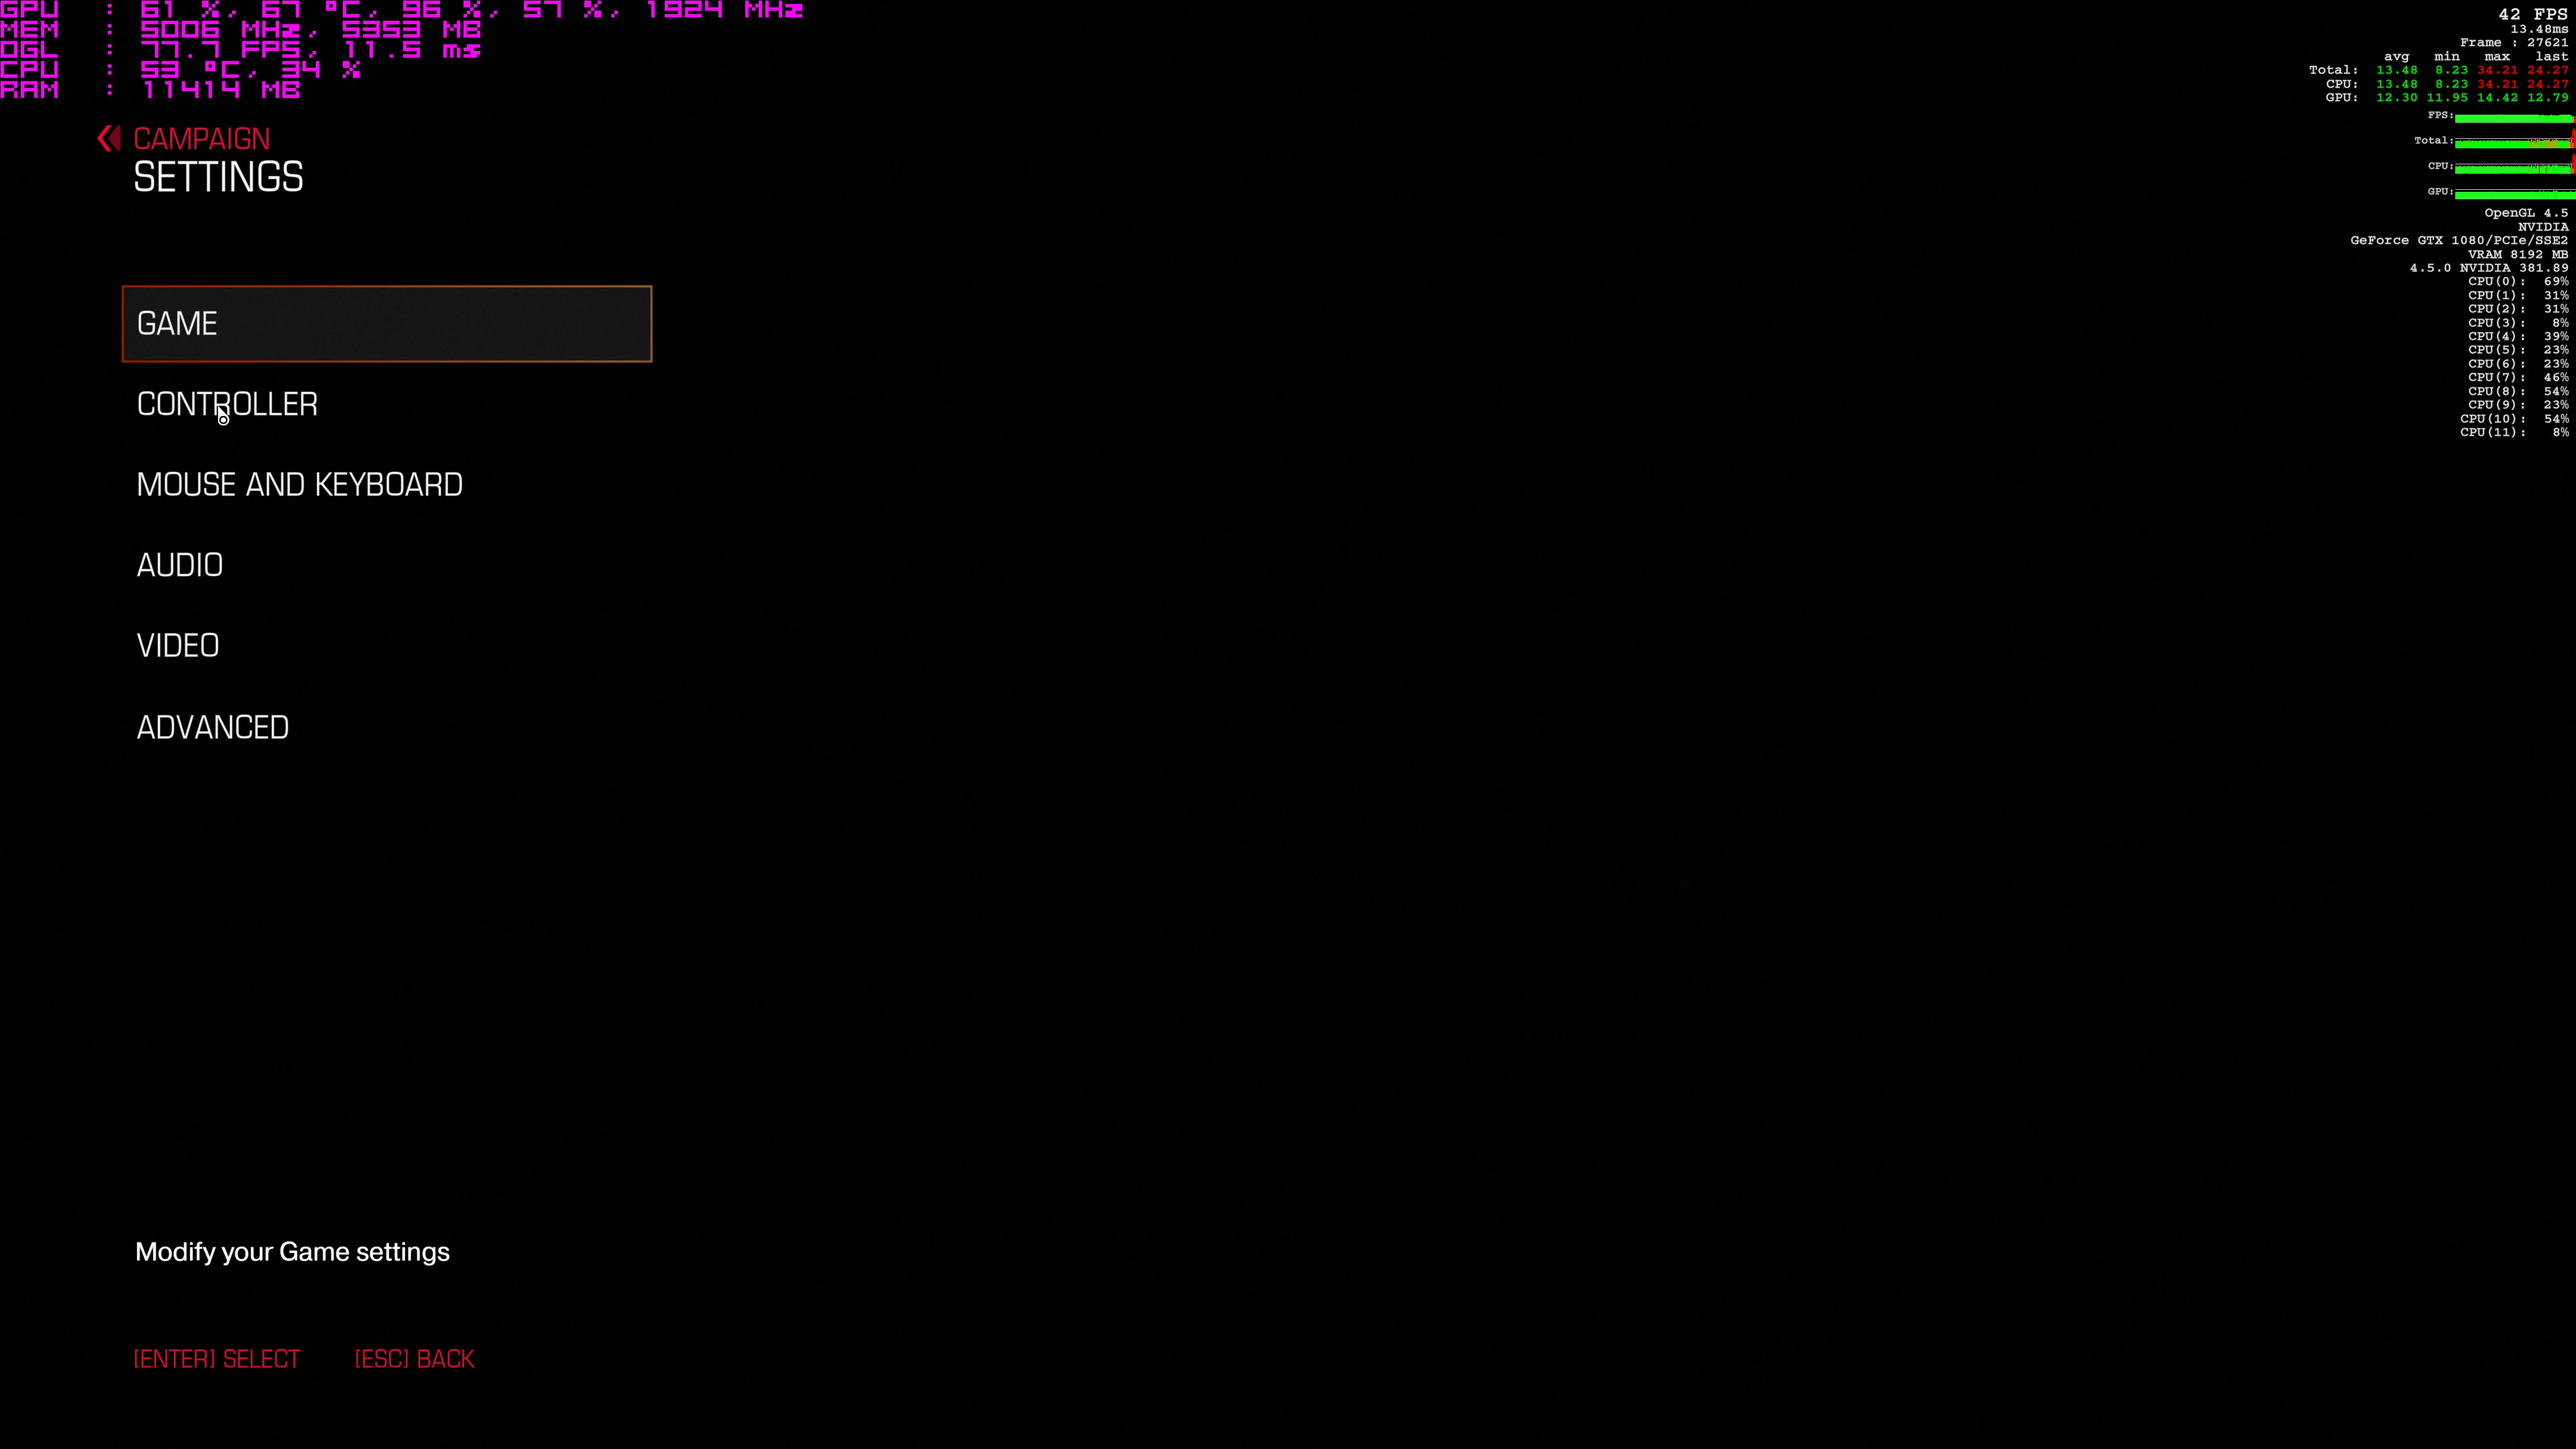 GPU : 61 %, 67 °C, 96 %, 57 %, 1924 MHz
MEM : 5006 MHz, 5353 MB
OGL : 77.7 FPS, 11.5 ms
CPU : 53 °C, 34 %
RAM : 11414 MB
42 FPS
13.48ms
Frame : 27621
avg min max last
Total: 13.48 8.23 34.21 24.27
CPU: 13.48 8.23 34.21 24.27
GPU: 12.30 11.95 14.42 12.79
FPS:
Total:
CPU:
GPU:
OpenGL 4.5
NVIDIA
GeForce GTX 1080/PCIe/SSE2
VRAM 8192 MB
4.5.0 NVIDIA 381.89
CPU(0): 69%
CPU(1): 31%
CPU(2): 31%
CPU(3): 8%
CPU(4): 39%
CPU(5): 23%
CPU(6): 23%
CPU(7): 46%
CPU(8): 54%
CPU(9): 23%
CPU(10): 54%
CPU(11): 8%
CAMPAIGN
SETTINGS
GAME
CONTROLLER
MOUSE AND KEYBOARD
AUDIO
VIDEO
ADVANCED
Modify your Game settings
[ENTER] SELECT [ESC] BACK